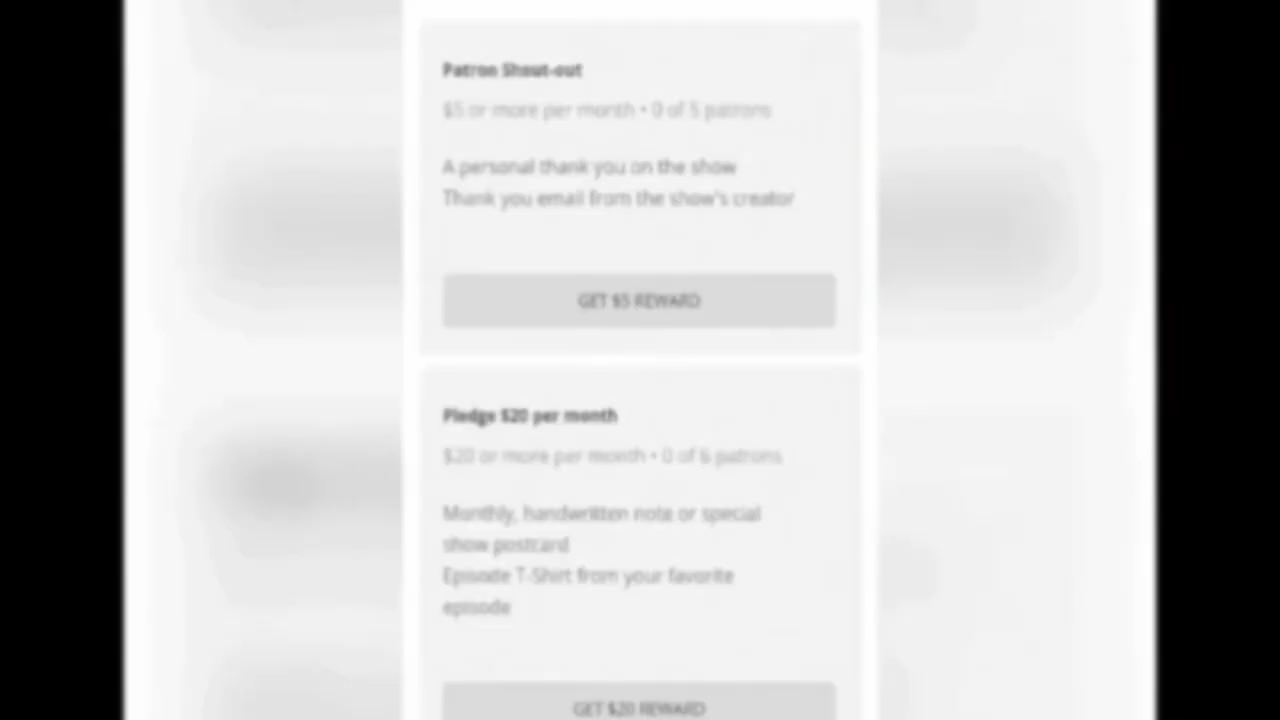 Patron Shout-out
$5 or more per month • 0 of 5 patrons
A personal thank you on the show
Thank you email from the show's creator
GET $5 REWARD
Pledge $20 per month
$20 or more per month • 0 of 6 patrons
Monthly, handwritten note or special
show postcard
Episode T-Shirt from your favorite
episode
GET $20 REWARD